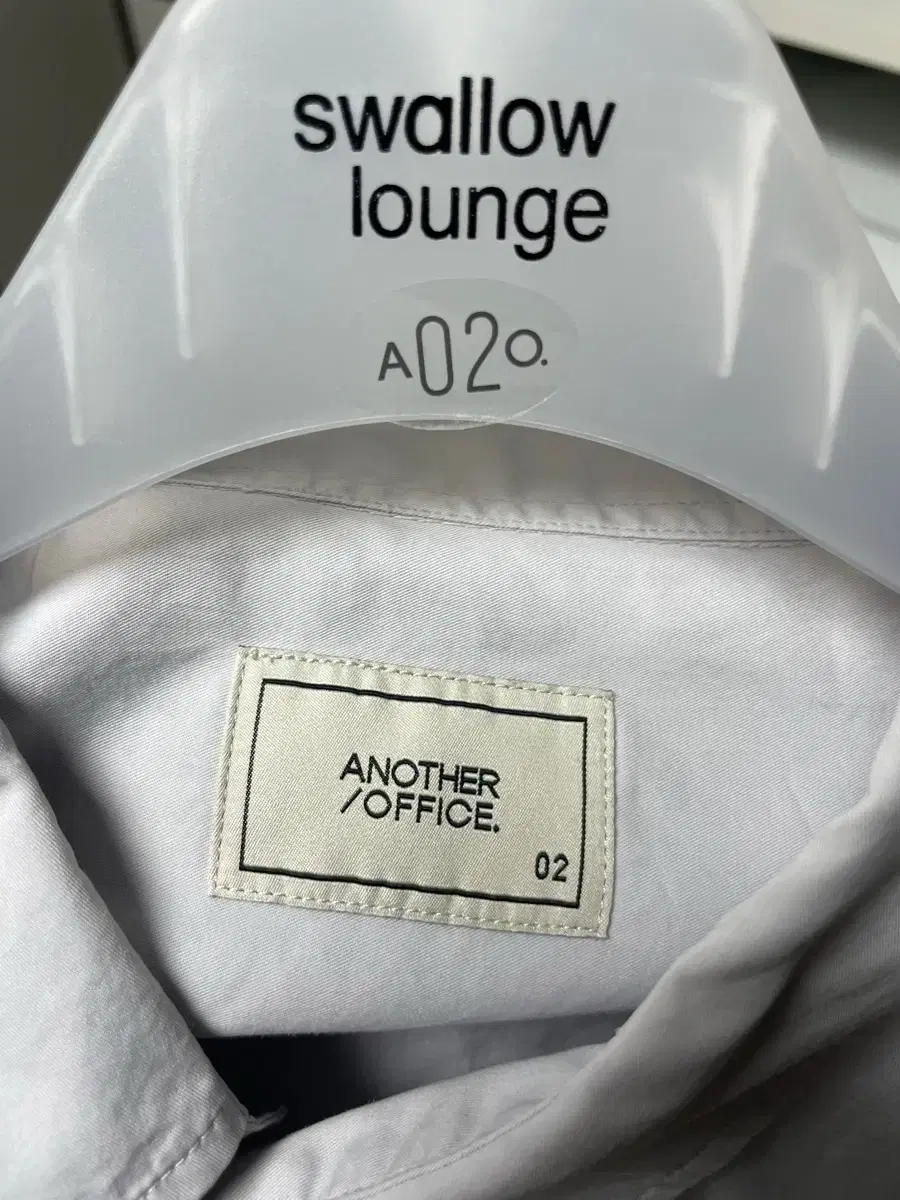 swallow
lounge
A02O.
ANOTHER
/OFFICE.
02